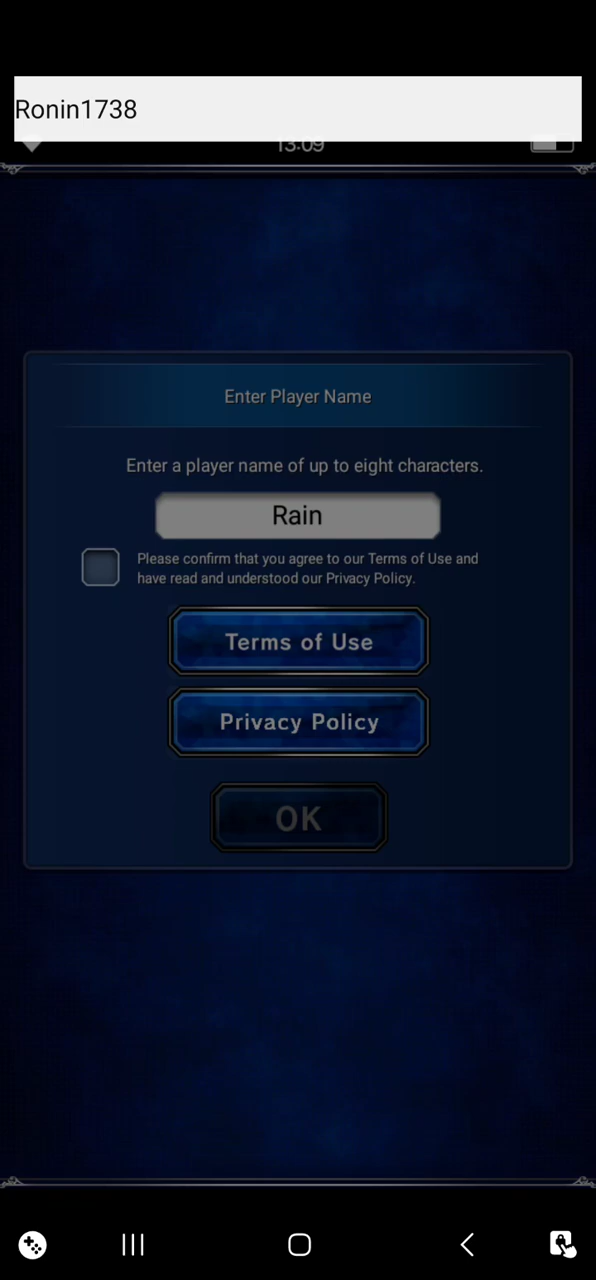 Ronin1738
13:09
Enter Player Name
Enter a player name of up to eight characters.
Rain
Please confirm that you agree to our Terms of Use and
have read and understood our Privacy Policy.
Terms of Use
Privacy Policy
OK